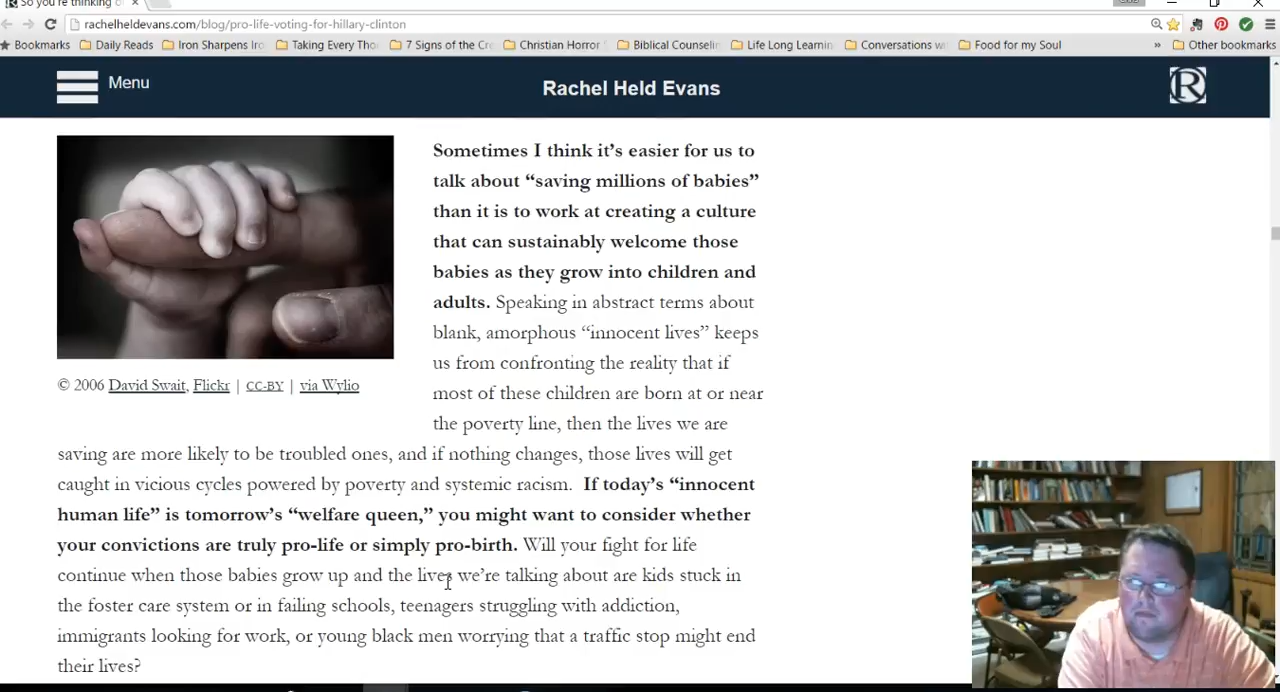 So you're thinking o
rachelheldevans.com/blog/pro-life-voting-for-hillary-clinton
Bookmarks Daily Reads Iron Sharpens Iro Taking Every Tho 7 Signs of the Cr Christian Horror Biblical Counselin Life Long Learnin Conversations wi Food for my Soul » Other bookmarks
Menu
Rachel Held Evans
R
Sometimes I think it's easier for us to
talk about “saving millions of babies”
than it is to work at creating a culture
that can sustainably welcome those
babies as they grow into children and
adults. Speaking in abstract terms about
blank, amorphous “innocent lives” keeps
us from confronting the reality that if
most of these children are born at or near
the poverty line, then the lives we are
© 2006 David Swait, Flickr | CC-BY | via Wylio
saving are more likely to be troubled ones, and if nothing changes, those lives will get
caught in vicious cycles powered by poverty and systemic racism. If today's “innocent
human life” is tomorrow's “welfare queen,” you might want to consider whether
your convictions are truly pro-life or simply pro-birth. Will your fight for life
continue when those babies grow up and the lives we're talking about are kids stuck in
the foster care system or in failing schools, teenagers struggling with addiction,
immigrants looking for work, or young black men worrying that a traffic stop might end
their lives?